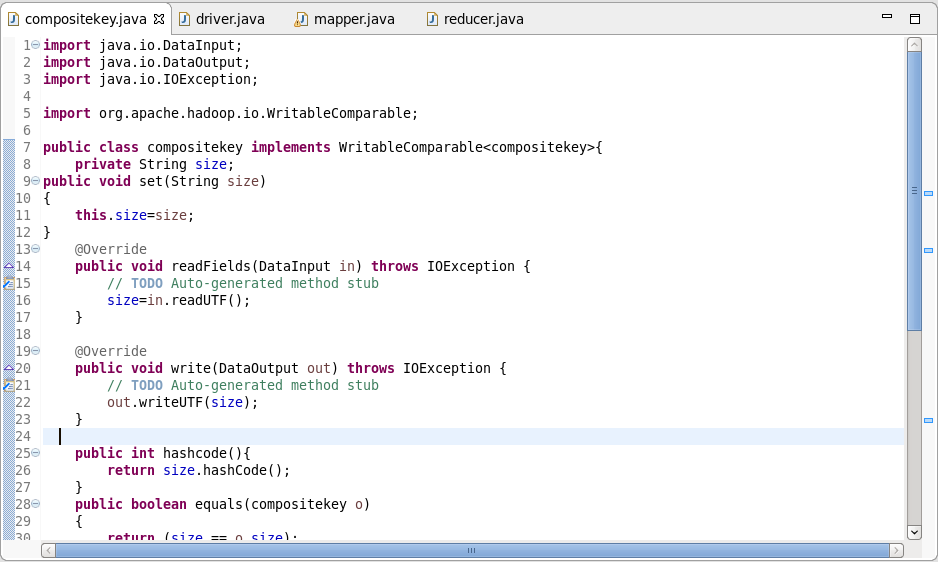 compositekey.java driver.java mapper.java reducer.java
1 import java.io.DataInput;
2 import java.io.DataOutput;
3 import java.io.IOException;
4
5 import org.apache.hadoop.io.WritableComparable;
6
7 public class compositekey implements WritableComparable<compositekey>{
8     private String size;
9 public void set(String size)
10 {
11     this.size=size;
12 }
13     @Override
14     public void readFields(DataInput in) throws IOException {
15         // TODO Auto-generated method stub
16         size=in.readUTF();
17     }
18
19     @Override
20     public void write(DataOutput out) throws IOException {
21         // TODO Auto-generated method stub
22         out.writeUTF(size);
23     }
24
25     public int hashcode(){
26         return size.hashCode();
27     }
28     public boolean equals(compositekey o)
29     {
30         return (size == o.size);